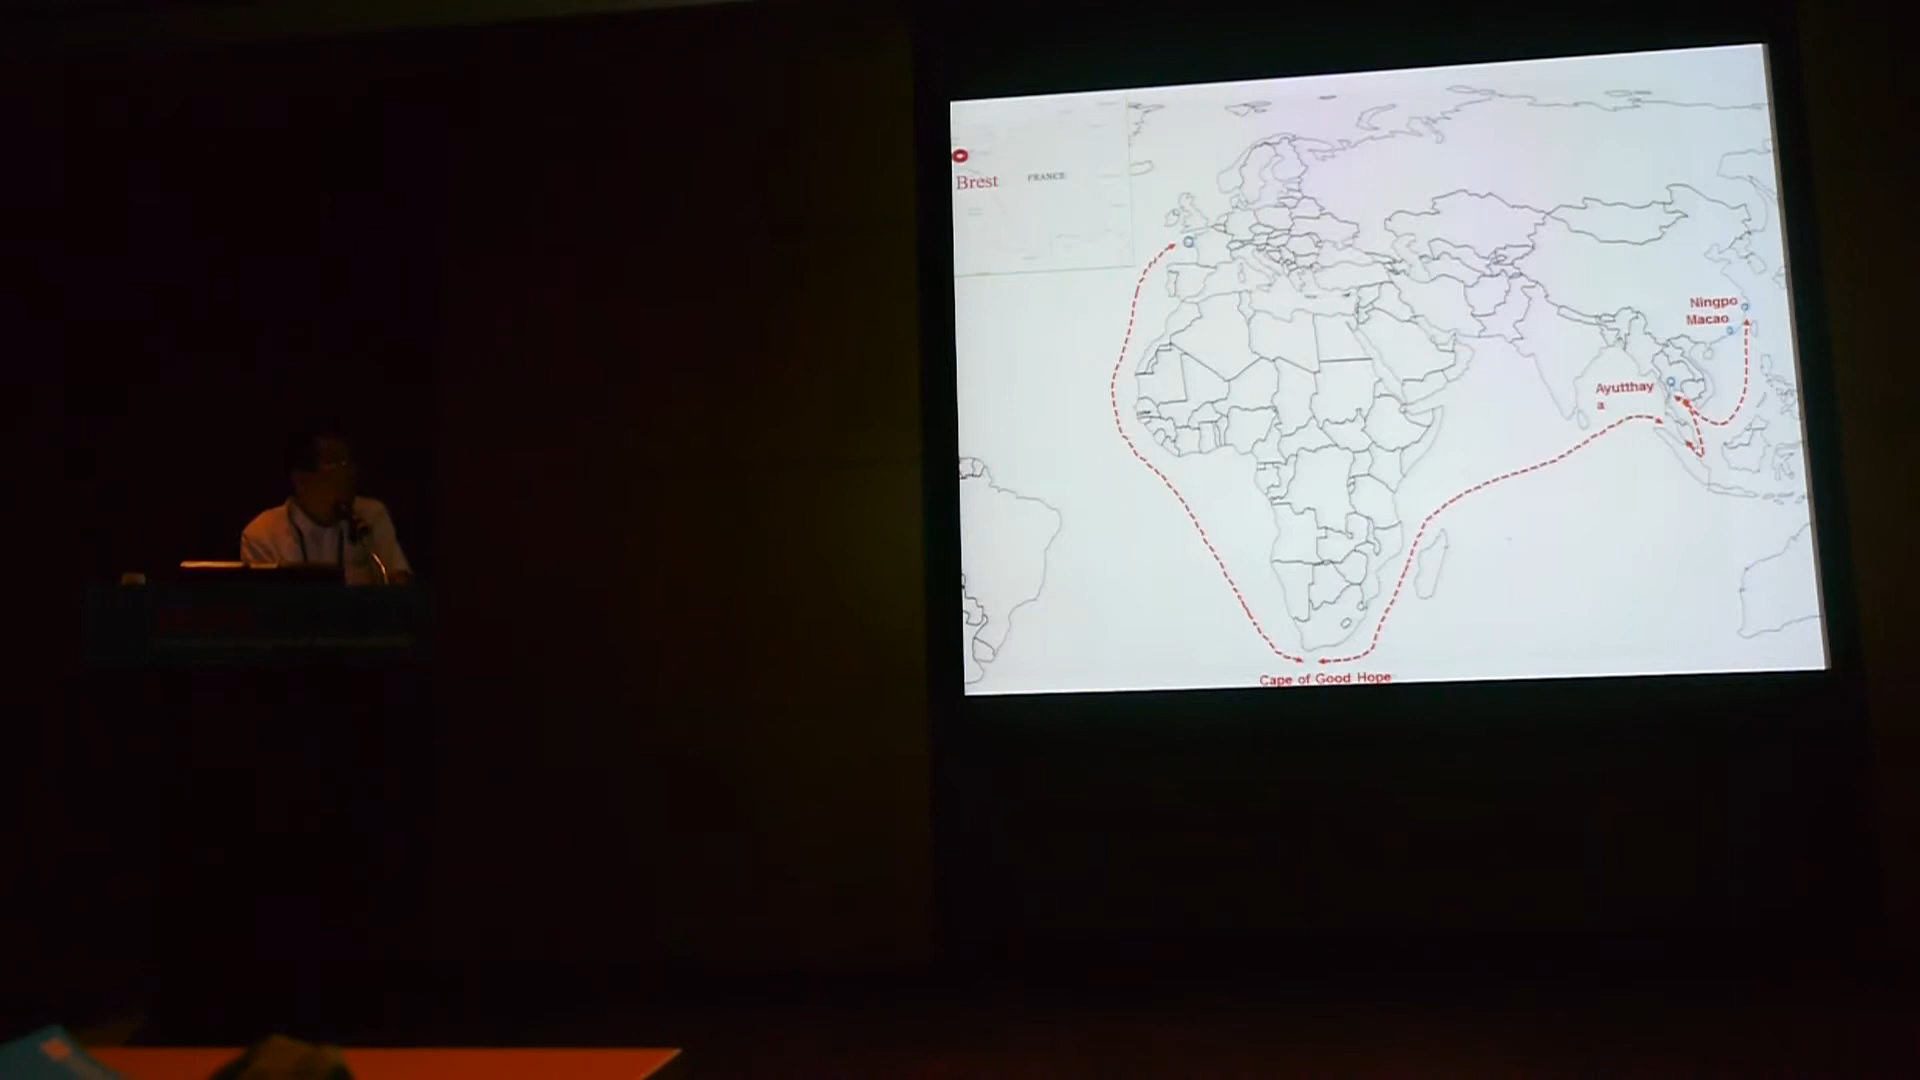 Brest
FRANCE
Ningpo
Macao
Ayutthay
a
Cape of Good Hope